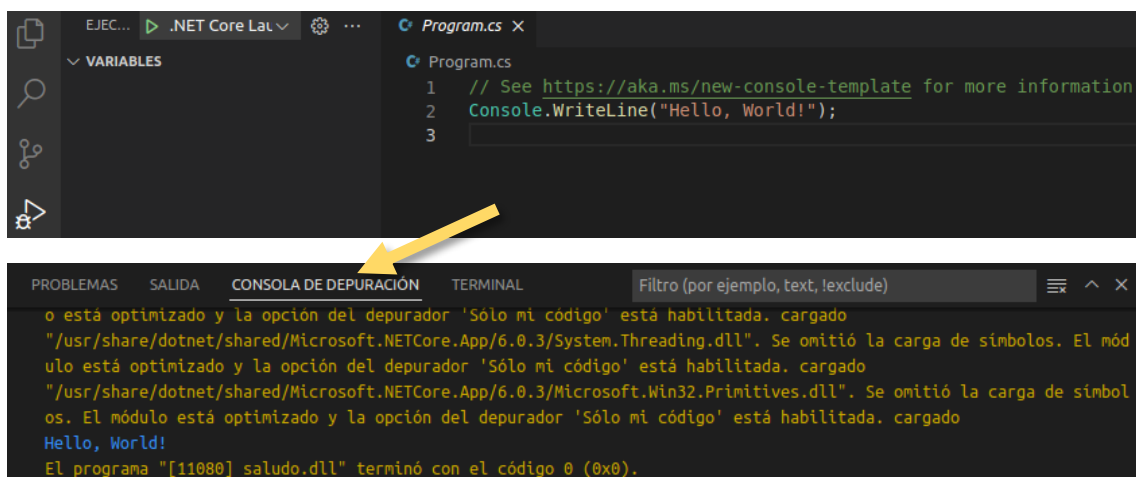 EJEC... .NET Core Lau
Program.cs
VARIABLES
Program.cs
1 // See https://aka.ms/new-console-template for more information
2 Console.WriteLine("Hello, World!");
3
PROBLEMAS SALIDA CONSOLA DE DEPURACIÓN TERMINAL Filtro (por ejemplo, text, !exclude)
o está optimizado y la opción del depurador 'Sólo mi código' está habilitada. cargado
"/usr/share/dotnet/shared/Microsoft.NETCore.App/6.0.3/System.Threading.dll". Se omitió la carga de símbolos. El mód
ulo está optimizado y la opción del depurador 'Sólo mi código' está habilitada. cargado
"/usr/share/dotnet/shared/Microsoft.NETCore.App/6.0.3/Microsoft.Win32.Primitives.dll". Se omitió la carga de símbol
os. El módulo está optimizado y la opción del depurador 'Sólo mi código' está habilitada. cargado
Hello, World!
El programa "[11080] saludo.dll" terminó con el código 0 (0x0).